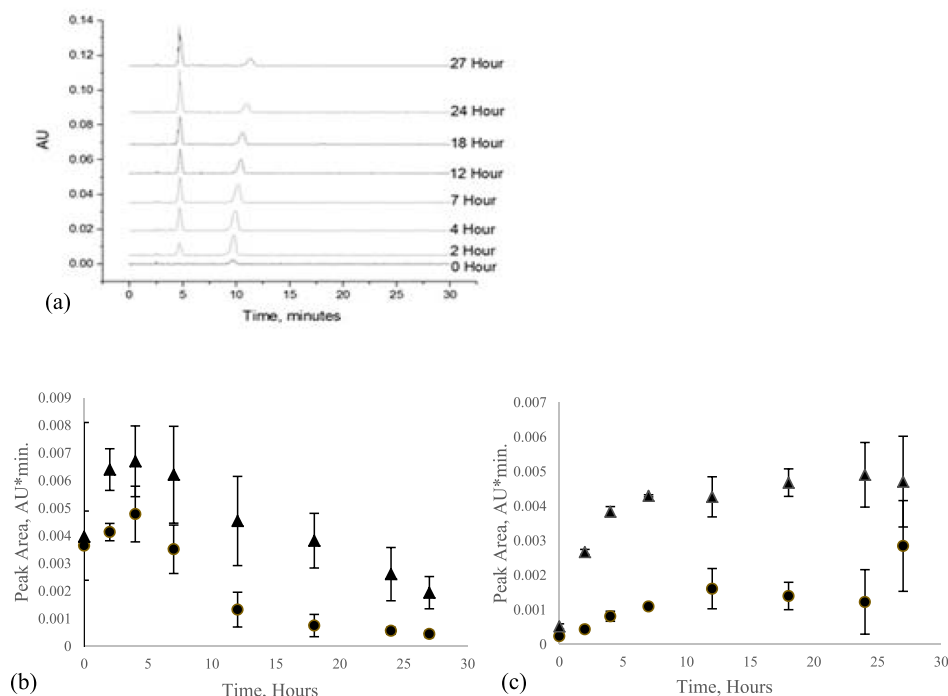 0.14
0.12
0.10
0.08
0.06
0.04
0.02
0.00
AU
27 Hour
24 Hour
18 Hour
12 Hour
7 Hour
4 Hour
2 Hour
0 Hour
0 5 10 15 20 25 30
Time, minutes
(a)
0.009
0.008
0.007
0.006
0.005
0.004
0.003
0.002
0.001
0
Peak Area, AU*min.
0 5 10 15 20 25 30
Time, Hours
(b)
0.007
0.006
0.005
0.004
0.003
0.002
0.001
0
Peak Area, AU*min.
0 5 10 15 20 25 30
Time, Hours
(c)